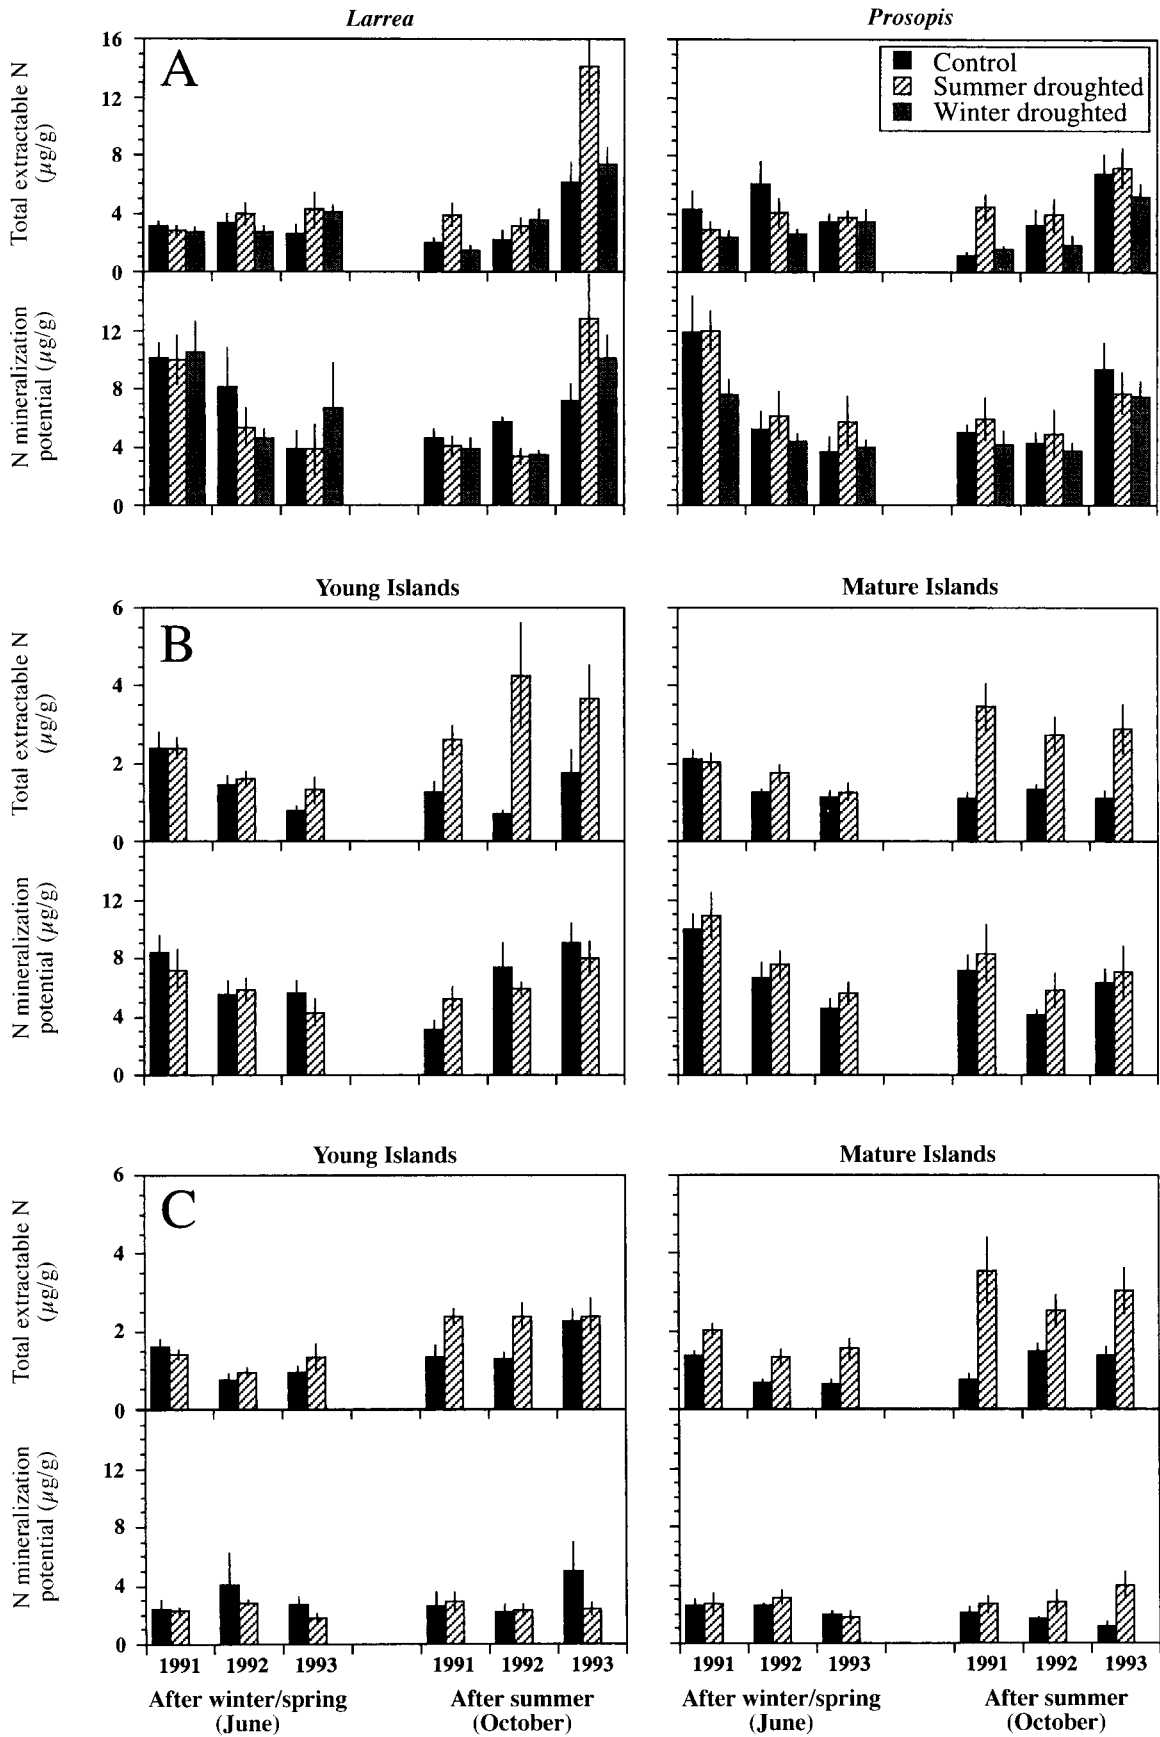 Larrea
Prosopis
A
Control
Summer droughted
Winter droughted
Total extractable N
(µg/g)
16
12
8
4
0
N mineralization
potential (µg/g)
12
8
4
0
Young Islands
Mature Islands
B
Total extractable N
(µg/g)
6
4
2
0
N mineralization
potential (µg/g)
12
8
4
0
Young Islands
Mature Islands
C
Total extractable N
(µg/g)
6
4
2
0
N mineralization
potential (µg/g)
12
8
4
0
1991 1992 1993 1991 1992 1993
After winter/spring After summer
(June) (October)
1991 1992 1993 1991 1992 1993
After winter/spring After summer
(June) (October)